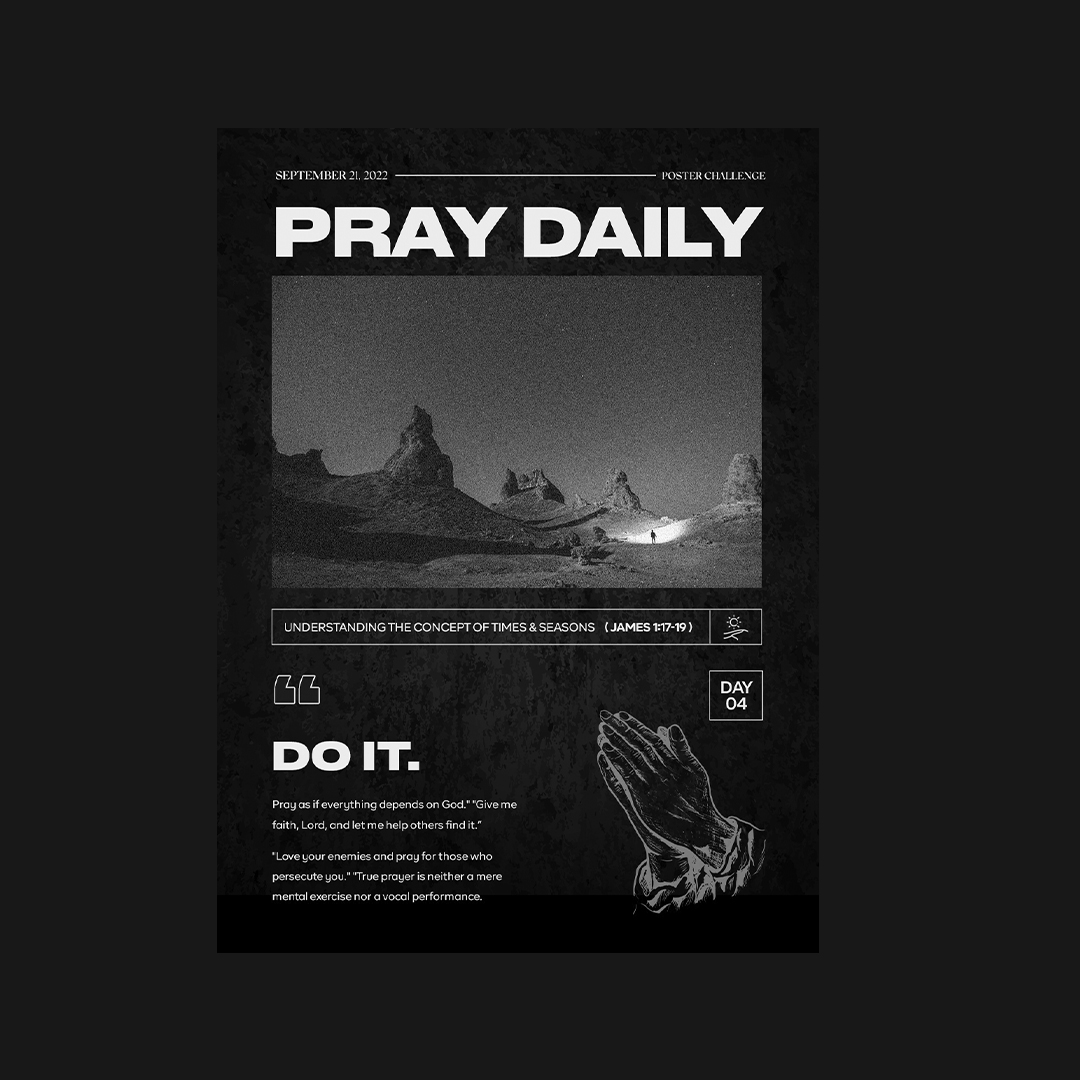 SEPTEMBER 21, 2022
POSTER CHALLENGE
PRAY DAILY
UNDERSTANDING THE CONCEPT OF TIMES & SEASONS ( JAMES 1:17-19 )
DAY
04
DO IT.
Pray as if everything depends on God." "Give me
faith, Lord, and let me help others find it."
"Love your enemies and pray for those who
persecute you." "True prayer is neither a mere
mental exercise nor a vocal performance.